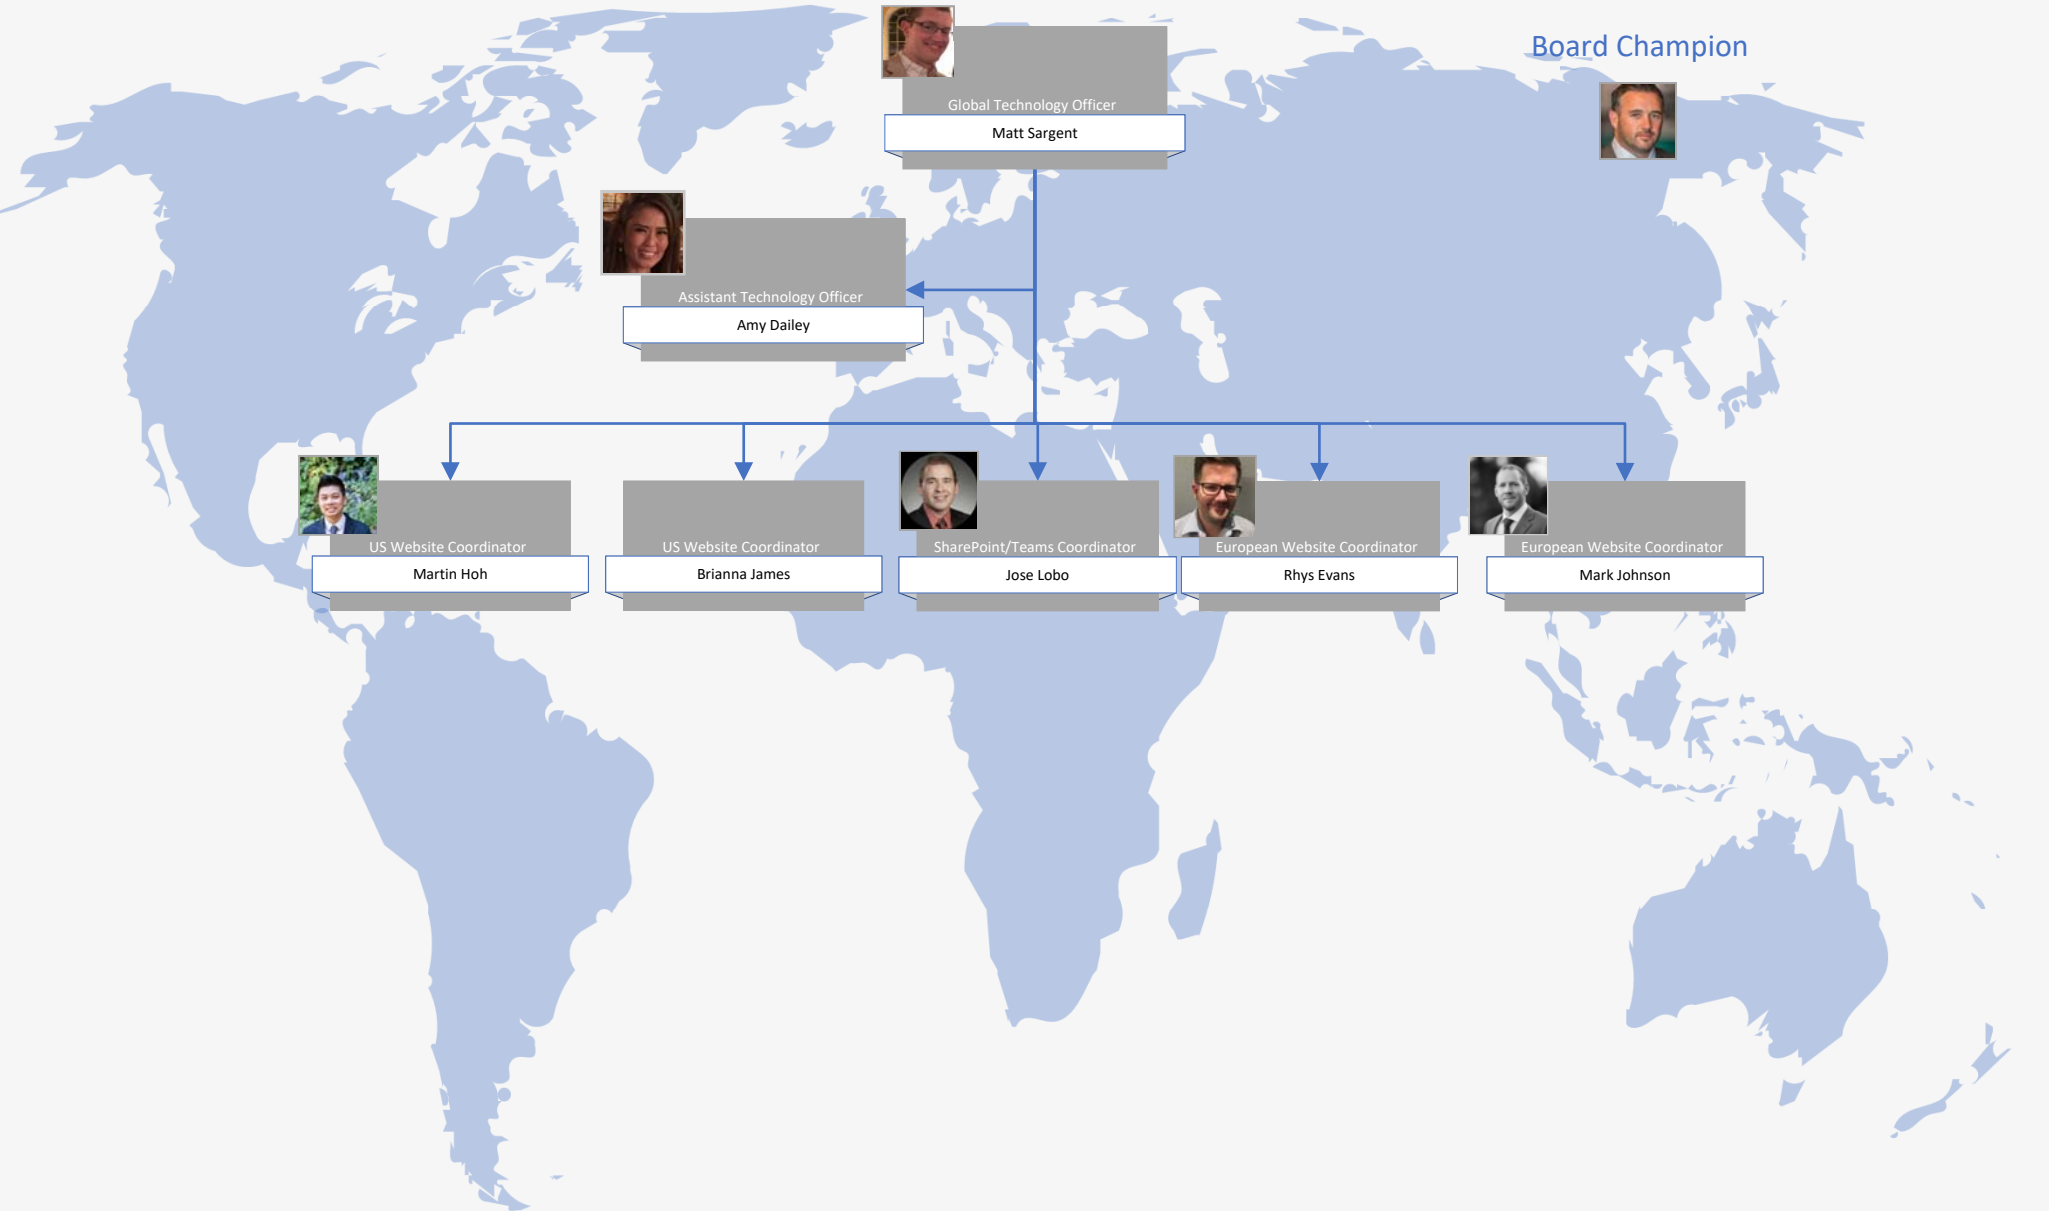 Board Champion
Global Technology Officer
Matt Sargent
Assistant Technology Officer
Amy Dailey
US Website Coordinator
Martin Hoh
US Website Coordinator
Brianna James
SharePoint/Teams Coordinator
Jose Lobo
European Website Coordinator
Rhys Evans
European Website Coordinator
Mark Johnson